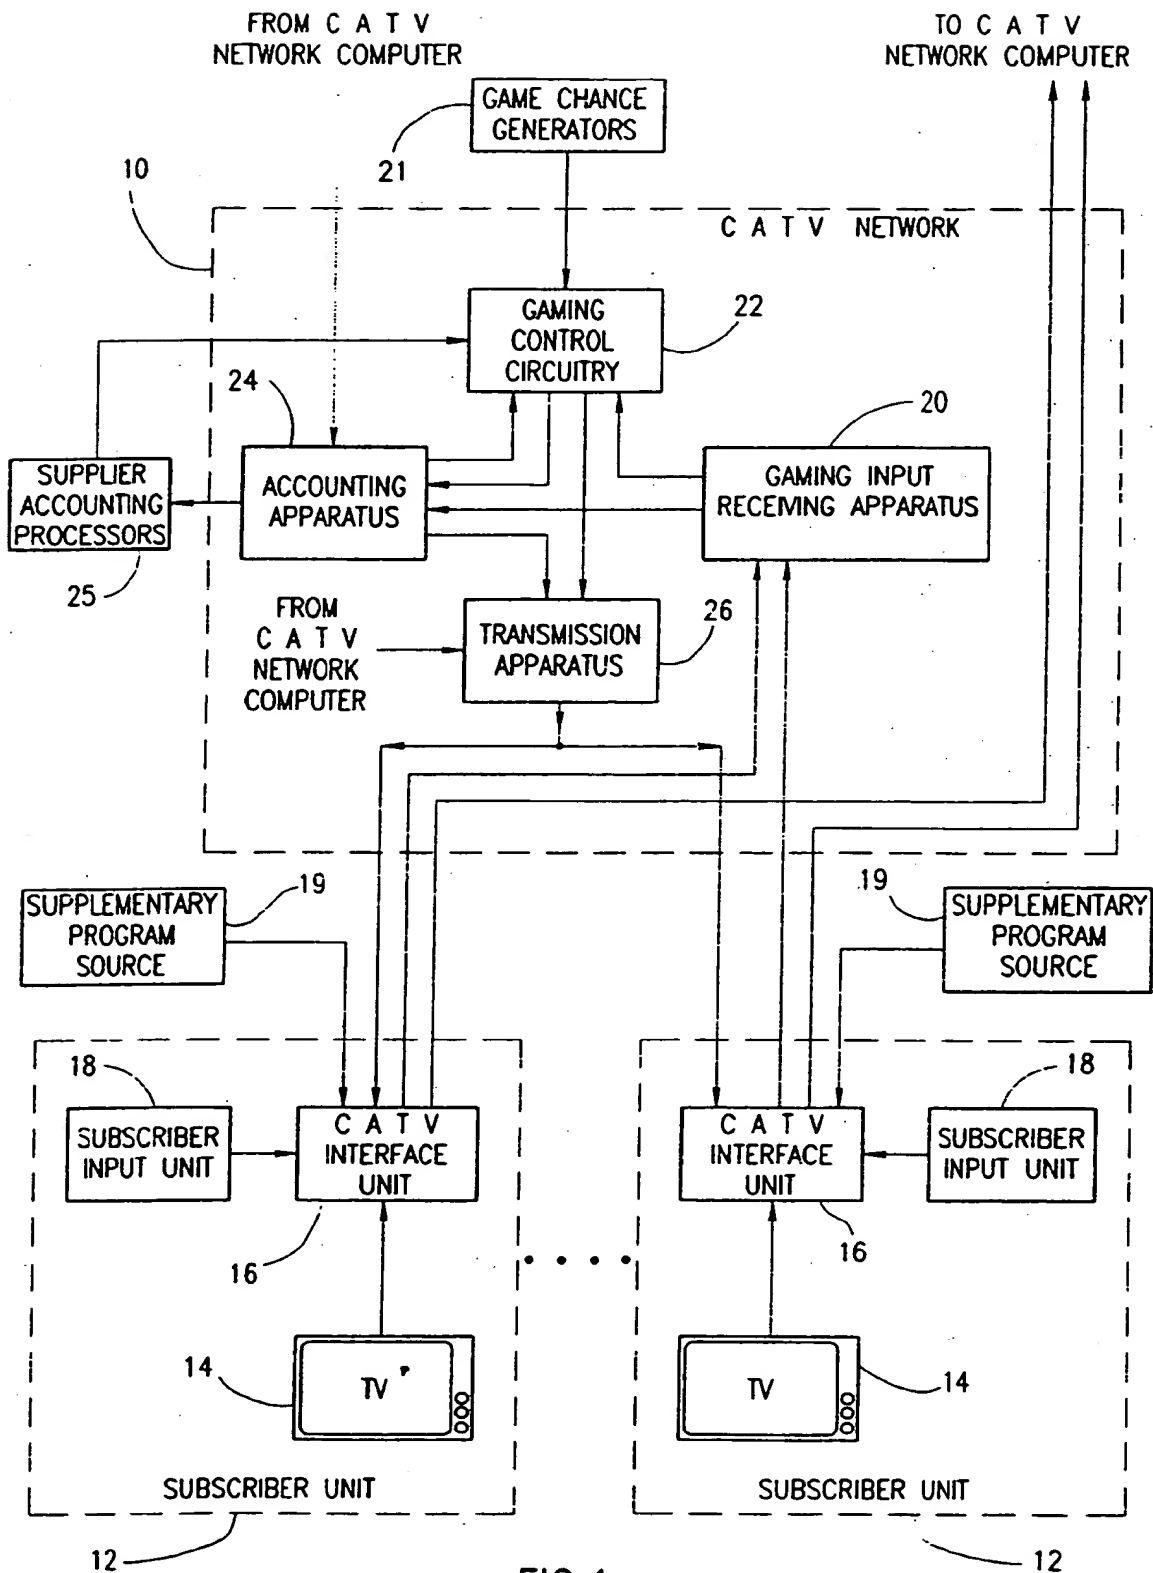 FROM C A T V
NETWORK COMPUTER
TO C A T V
NETWORK COMPUTER
GAME CHANCE
GENERATORS
21
10
C A T V NETWORK
GAMING
CONTROL
CIRCUITRY
22
24
20
SUPPLIER
ACCOUNTING
PROCESSORS
25
ACCOUNTING
APPARATUS
GAMING INPUT
RECEIVING APPARATUS
FROM
C A T V
NETWORK
COMPUTER
TRANSMISSION
APPARATUS
26
SUPPLEMENTARY
PROGRAM
SOURCE
19
19
SUPPLEMENTARY
PROGRAM
SOURCE
18
SUBSCRIBER
INPUT UNIT
C A T V
INTERFACE
UNIT
16
C A T V
INTERFACE
UNIT
16
18
SUBSCRIBER
INPUT UNIT
14
TV
TV
14
SUBSCRIBER UNIT
SUBSCRIBER UNIT
12
12